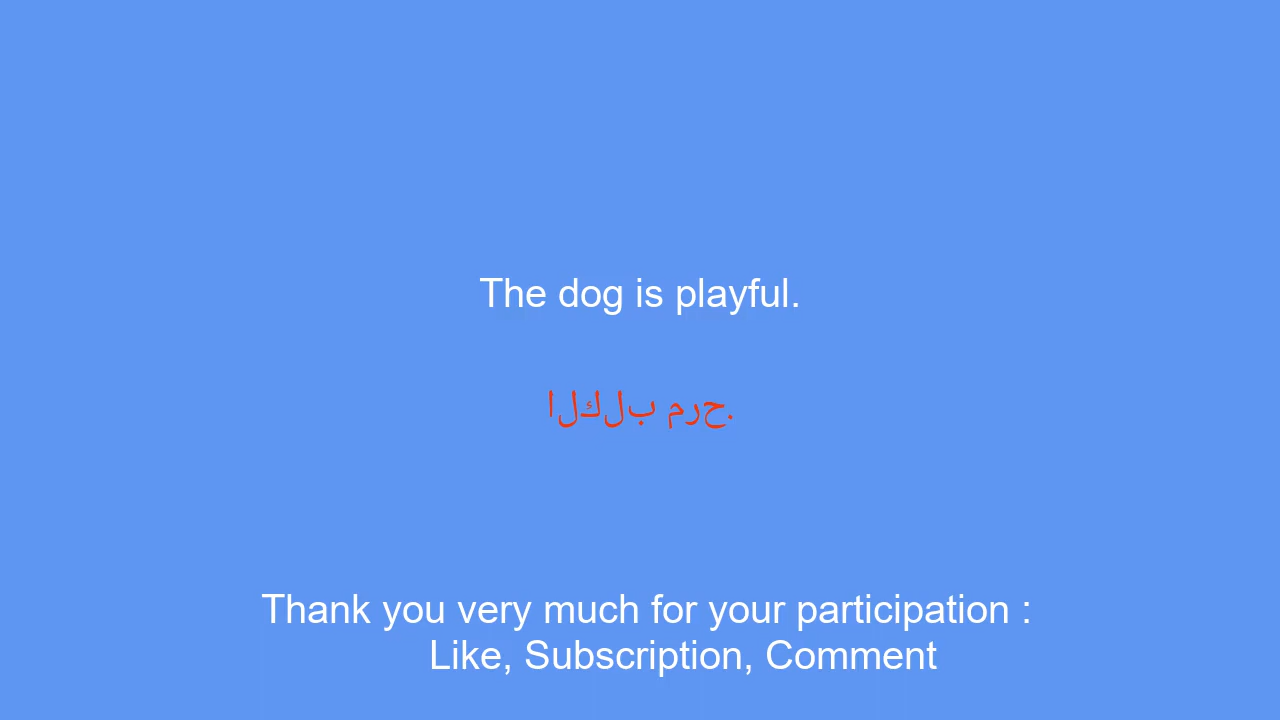 The dog is playful.
الكلب مرح.
Thank you very much for your participation :
Like, Subscription, Comment